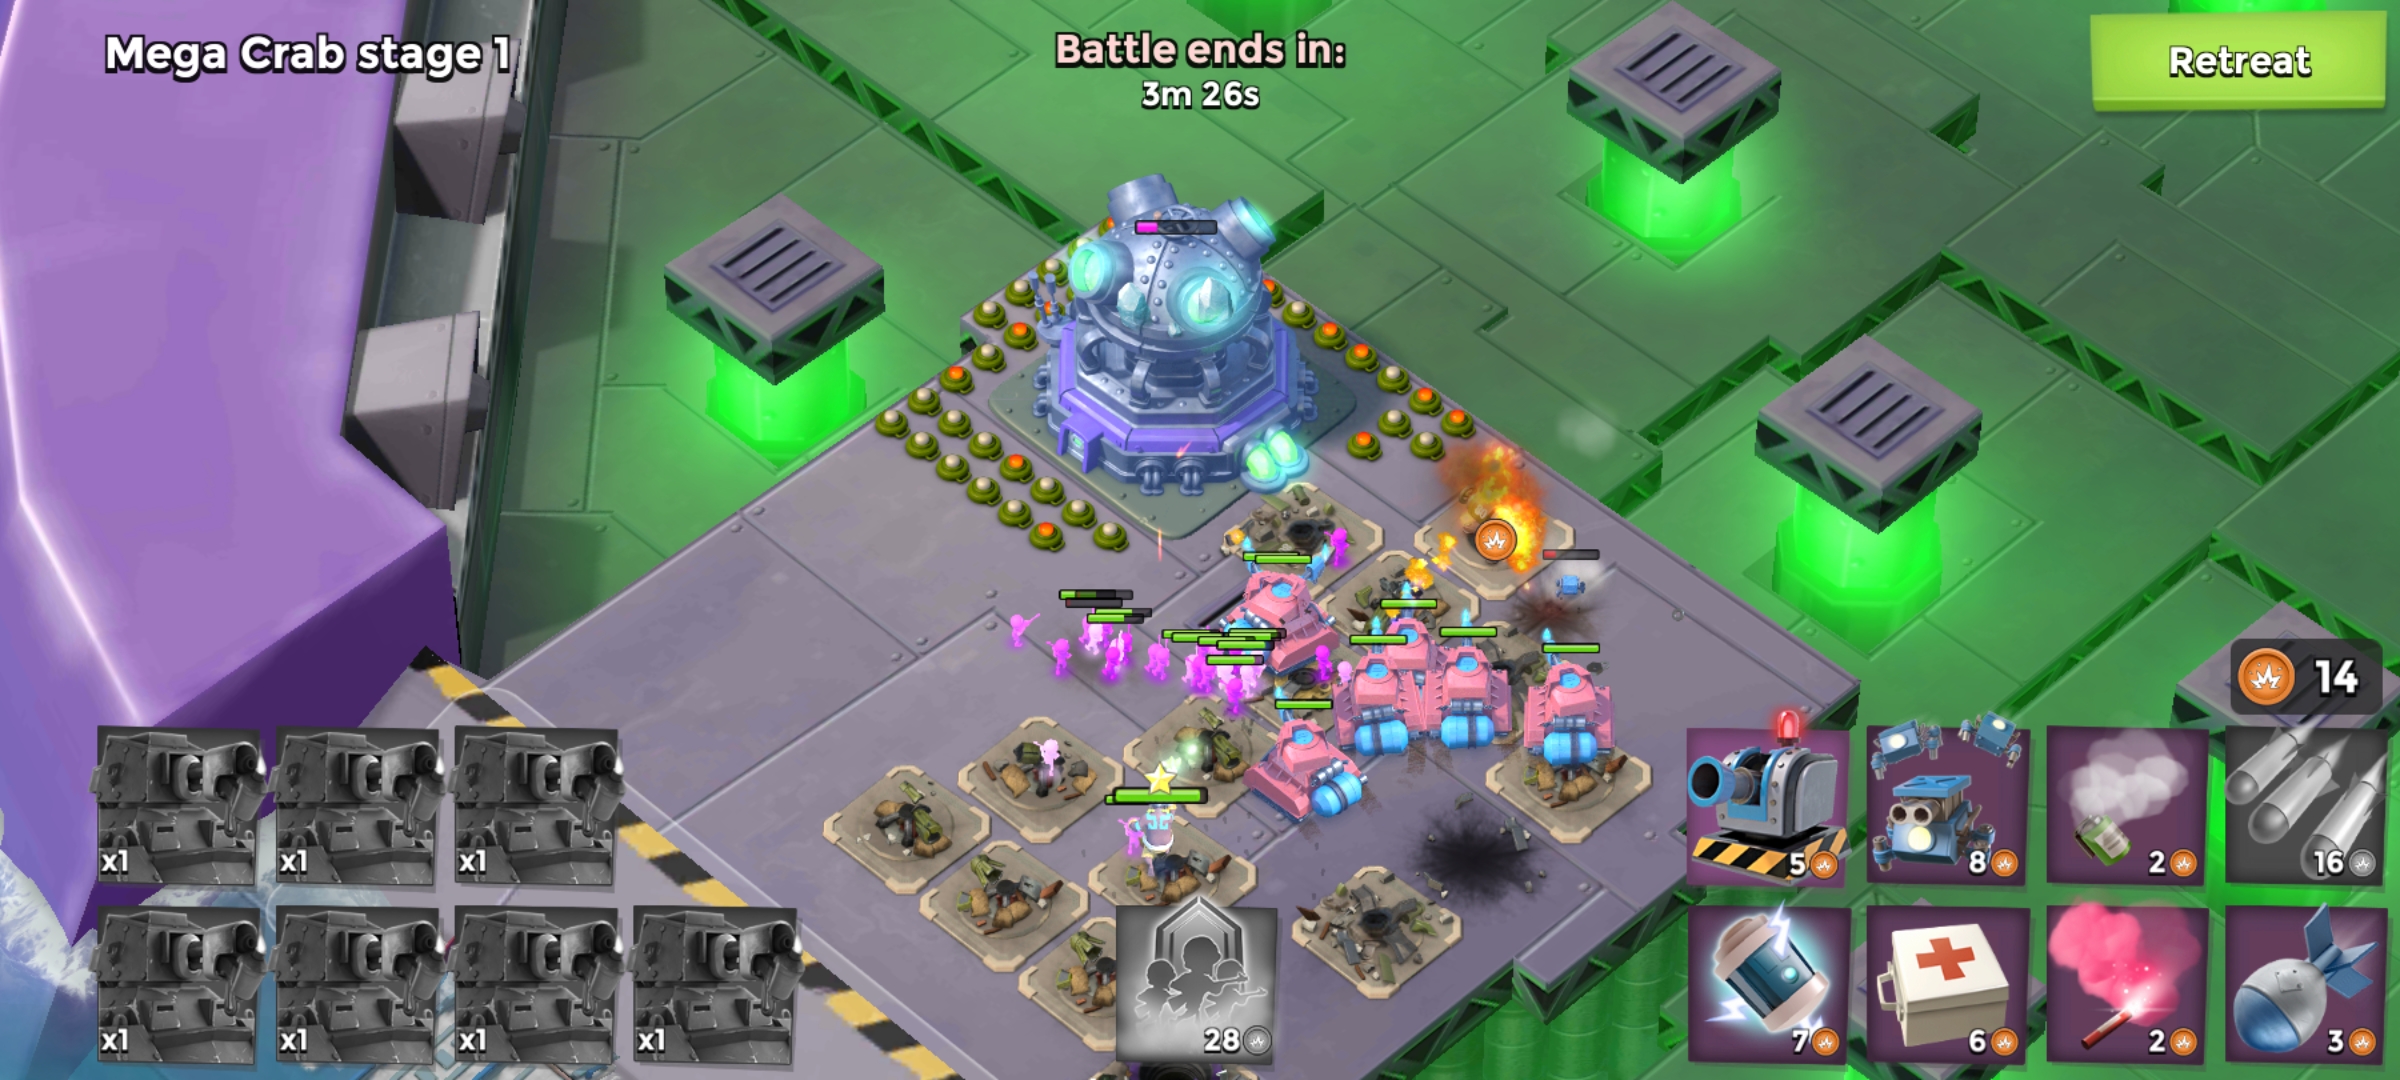 Mega Crab stage 1
Battle ends in:
3m 26s
Retreat
14
x1
x1
x1
5
8
2
16
x1
x1
x1
x1
28
7
6
2
3